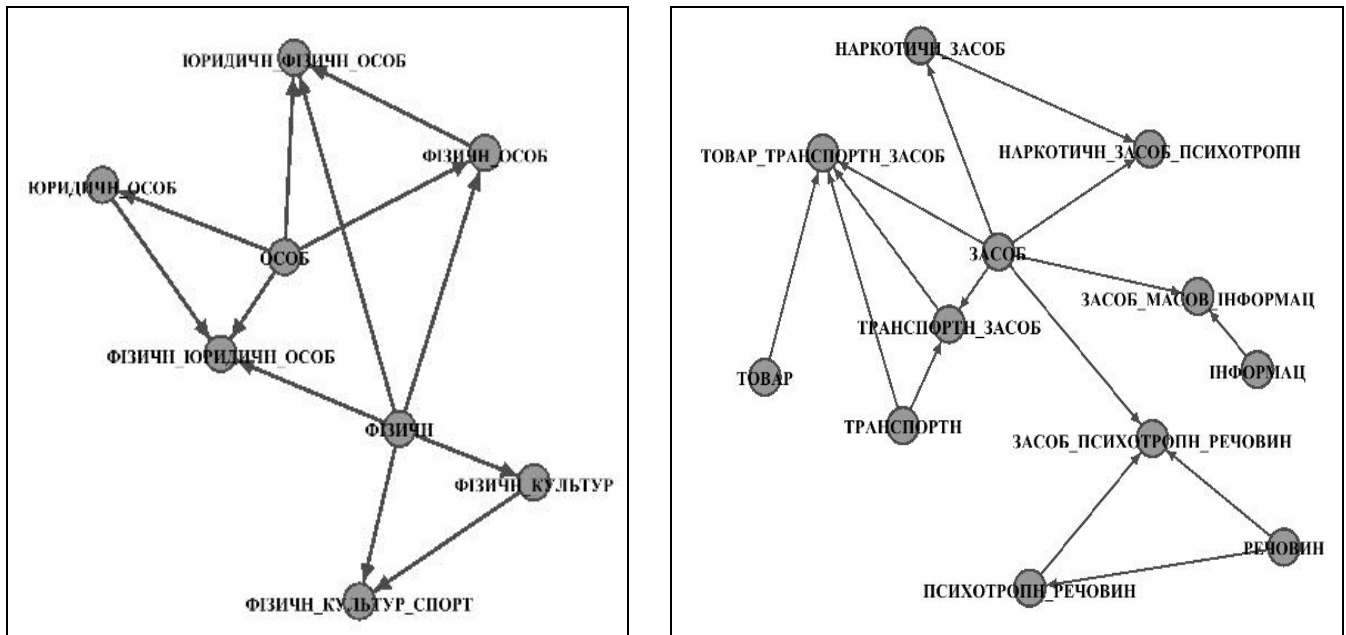 ЮРИДИЧН_ФІЗИЧН_ОСОБ
ФІЗИЧН_ОСОБ
ЮРИДИЧН_ОСОБ
ОСОБ
ФІЗИЧН_ЮРИДИЧН_ОСОБ
ФІЗИЧН
ФІЗИЧН_КУЛЬТУР
ФІЗИЧН_КУЛЬТУР_СПОРТ
НАРКОТИЧН_ЗАСОБ
ТОВАР_ТРАНСПОРТН_ЗАСОБ
НАРКОТИЧН_ЗАСОБ_ПСИХОТРОПН
ЗАСОБ
ЗАСОБ_МАСОВ_ІНФОРМАЦ
ТРАНСПОРТН_ЗАСОБ
ТОВАР
ІНФОРМАЦ
ТРАНСПОРТН
ЗАСОБ_ПСИХОТРОПН_РЕЧОВИН
РЕЧОВИН
ПСИХОТРОПН_РЕЧОВИН